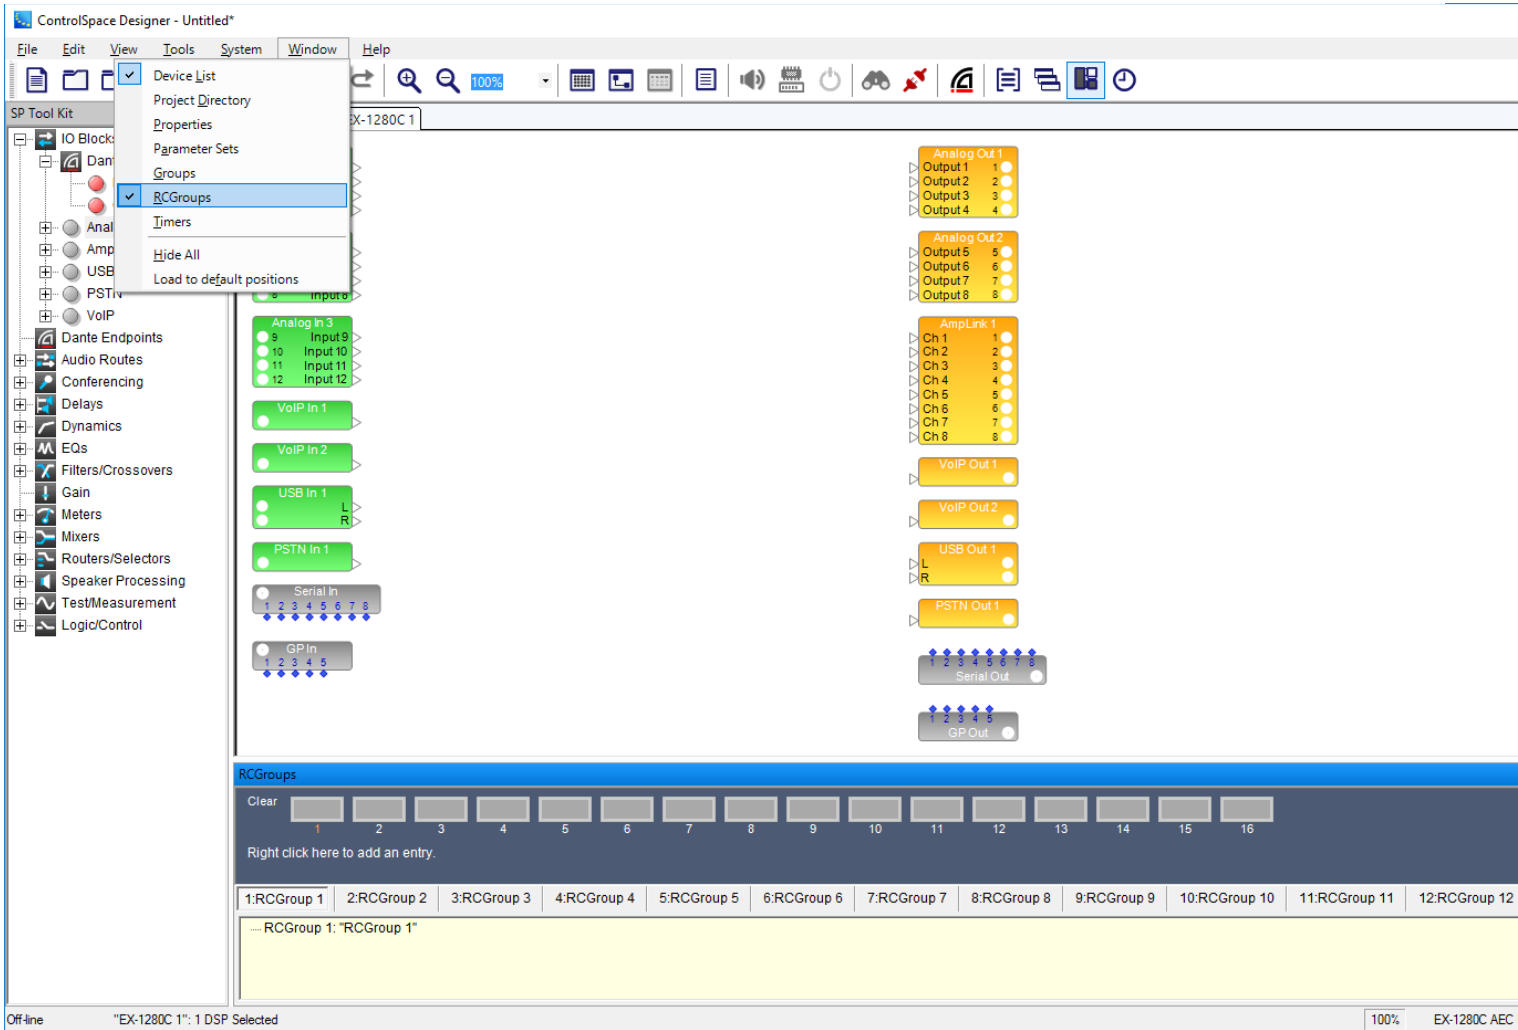 ControlSpace Designer - Untitled*
File Edit View Tools System Window Help
100%
SP Tool Kit
EX-1280C 1
Device List
Project Directory
Properties
Parameter Sets
Groups
RCGroups
Timers
Hide All
Load to default positions
IO Blocks
Dant
Anal
Amp
USB
PSTN
VoIP
Dante Endpoints
Audio Routes
Conferencing
Delays
Dynamics
EQs
Filters/Crossovers
Gain
Meters
Mixers
Routers/Selectors
Speaker Processing
Test/Measurement
Logic/Control
8 Input 8
Analog In 3
9 Input 9
10 Input 10
11 Input 11
12 Input 12
VoIP In 1
VoIP In 2
USB In 1
L
R
PSTN In 1
Serial In
1 2 3 4 5 6 7 8
GP In
1 2 3 4 5
Analog Out 1
Output 1 1
Output 2 2
Output 3 3
Output 4 4
Analog Out 2
Output 5 5
Output 6 6
Output 7 7
Output 8 8
AmpLink 1
Ch 1 1
Ch 2 2
Ch 3 3
Ch 4 4
Ch 5 5
Ch 6 6
Ch 7 7
Ch 8 8
VoIP Out 1
VoIP Out 2
USB Out 1
L
R
PSTN Out 1
1 2 3 4 5 6 7 8
Serial Out
1 2 3 4 5
GP Out
RCGroups
Clear
1 2 3 4 5 6 7 8 9 10 11 12 13 14 15 16
Right click here to add an entry.
1:RCGroup 1 2:RCGroup 2 3:RCGroup 3 4:RCGroup 4 5:RCGroup 5 6:RCGroup 6 7:RCGroup 7 8:RCGroup 8 9:RCGroup 9 10:RCGroup 10 11:RCGroup 11 12:RCGroup 12
RCGroup 1: "RCGroup 1"
Off-line "EX-1280C 1": 1 DSP Selected 100% EX-1280C AEC